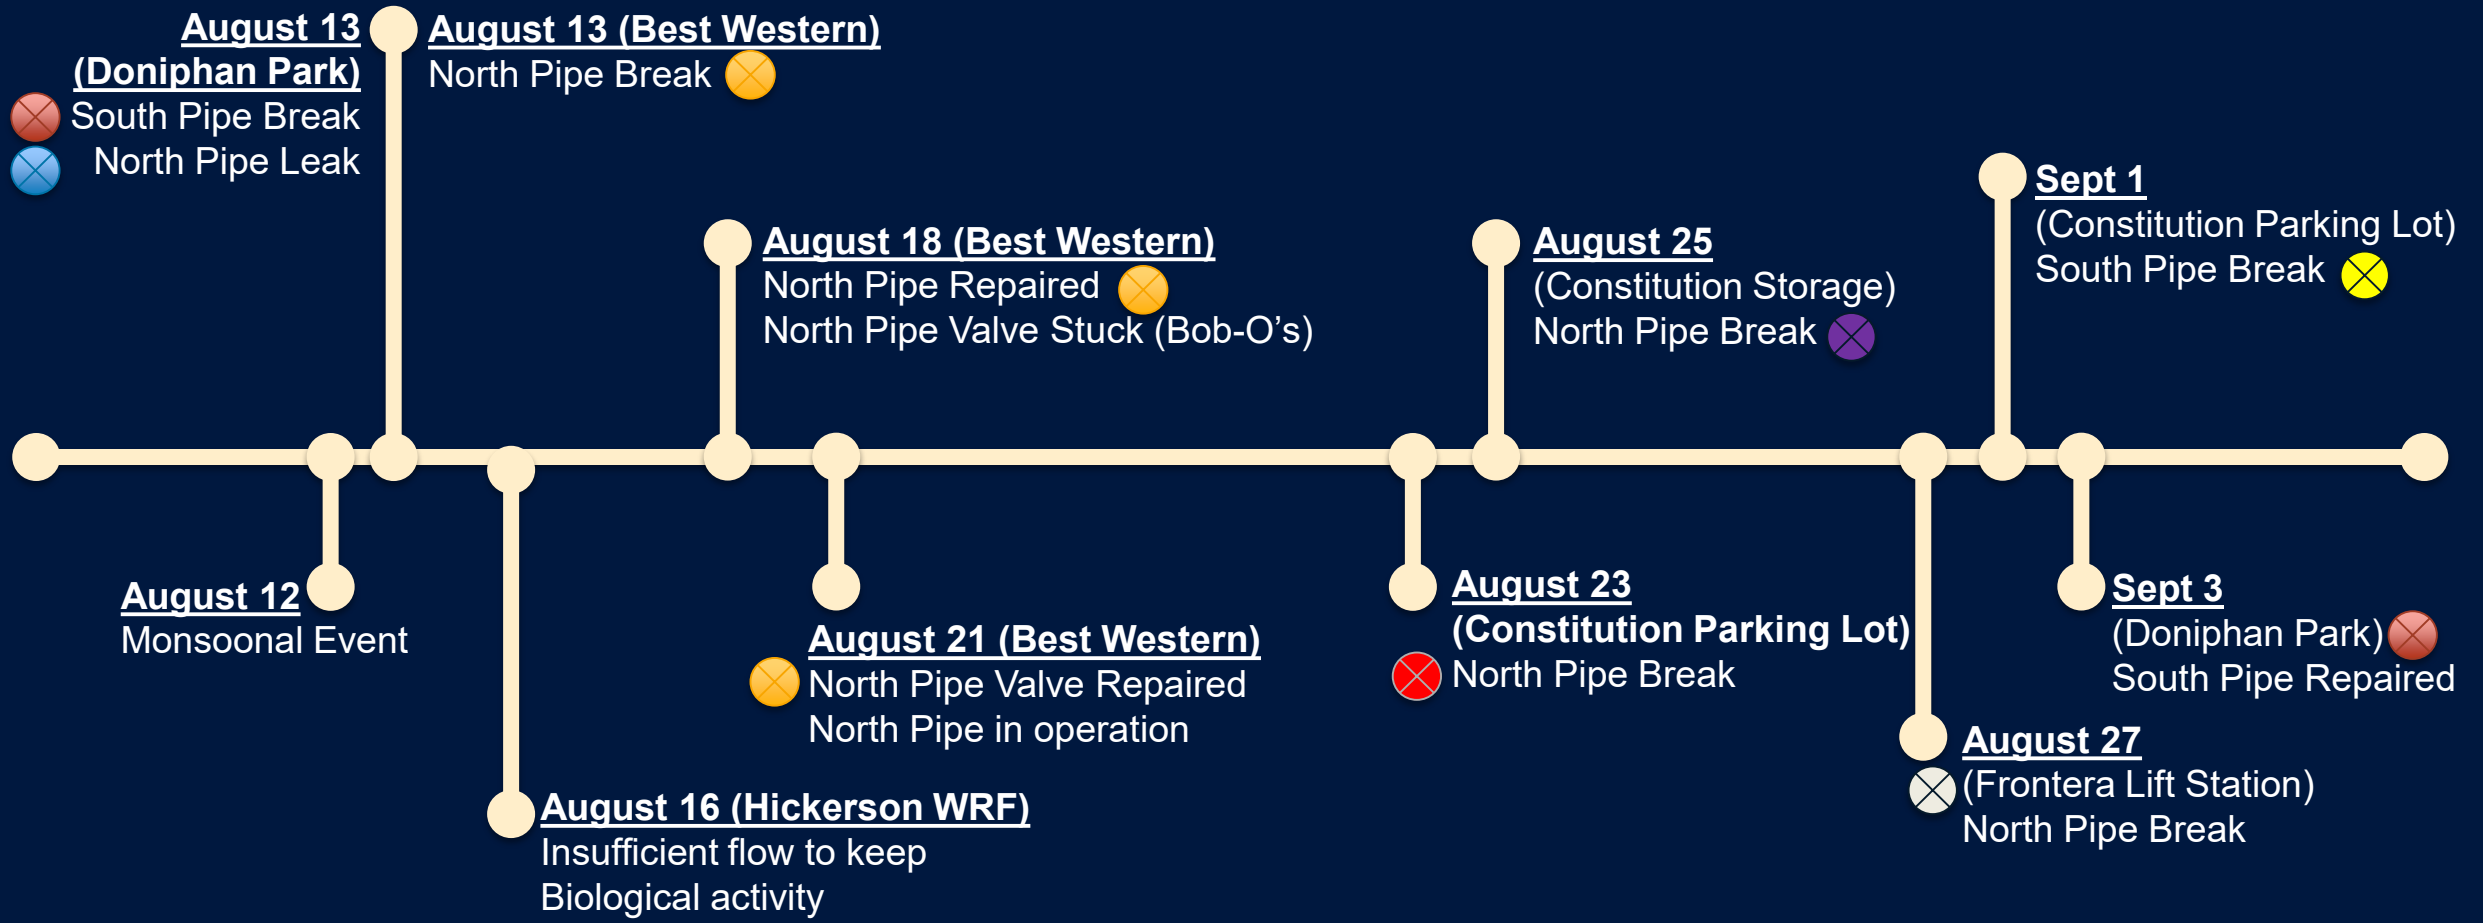 August 13
(Doniphan Park)
South Pipe Break
North Pipe Leak
August 13 (Best Western)
North Pipe Break
August 18 (Best Western)
North Pipe Repaired
North Pipe Valve Stuck (Bob-O’s)
August 25
(Constitution Storage)
North Pipe Break
Sept 1
(Constitution Parking Lot)
South Pipe Break
August 12
Monsoonal Event
August 16 (Hickerson WRF)
Insufficient flow to keep
Biological activity
August 21 (Best Western)
North Pipe Valve Repaired
North Pipe in operation
August 23
(Constitution Parking Lot)
North Pipe Break
August 27
(Frontera Lift Station)
North Pipe Break
Sept 3
(Doniphan Park)
South Pipe Repaired